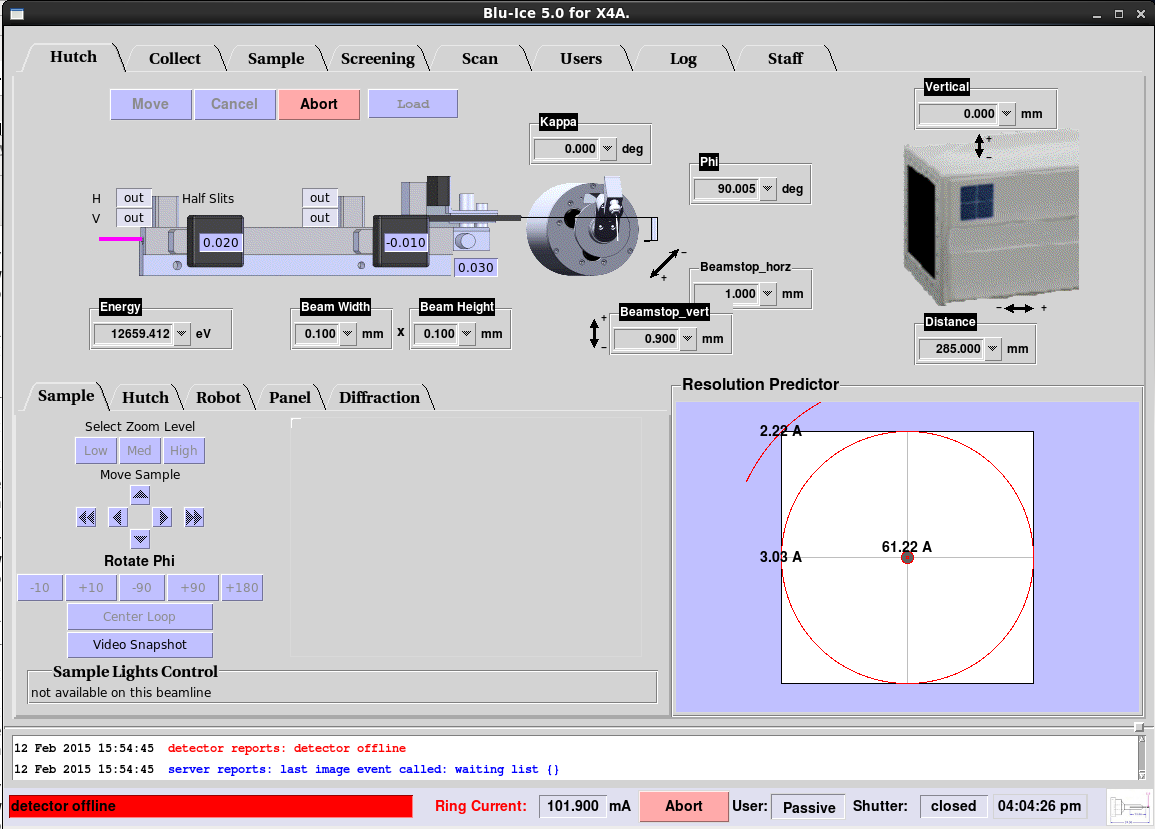 Blu-Ice 5.0 for X4A.
Hutch Collect Sample Screening Scan Users Log Staff
Move Cancel Abort Load
Vertical
0.000 mm
+
−
Kappa
0.000 deg
Phi
90.005 deg
H out Half Slits out
V out out
0.020 -0.010
0.030
Beamstop_horz
1.000 mm
−
+
Energy
12659.412 eV
Beam Width Beam Height
0.100 mm x 0.100 mm
Beamstop_vert
0.900 mm
+
−
− +
Distance
285.000 mm
Sample Hutch Robot Panel Diffraction
Select Zoom Level
Low Med High
Move Sample
Rotate Phi
-10 +10 -90 +90 +180
Center Loop
Video Snapshot
Sample Lights Control
not available on this beamline
Resolution Predictor
2.22 A
61.22 A
3.03 A
12 Feb 2015 15:54:45 detector reports: detector offline
12 Feb 2015 15:54:45 server reports: last image event called: waiting list {}
detector offline Ring Current: 101.900 mA Abort User: Passive Shutter: closed 04:04:26 pm